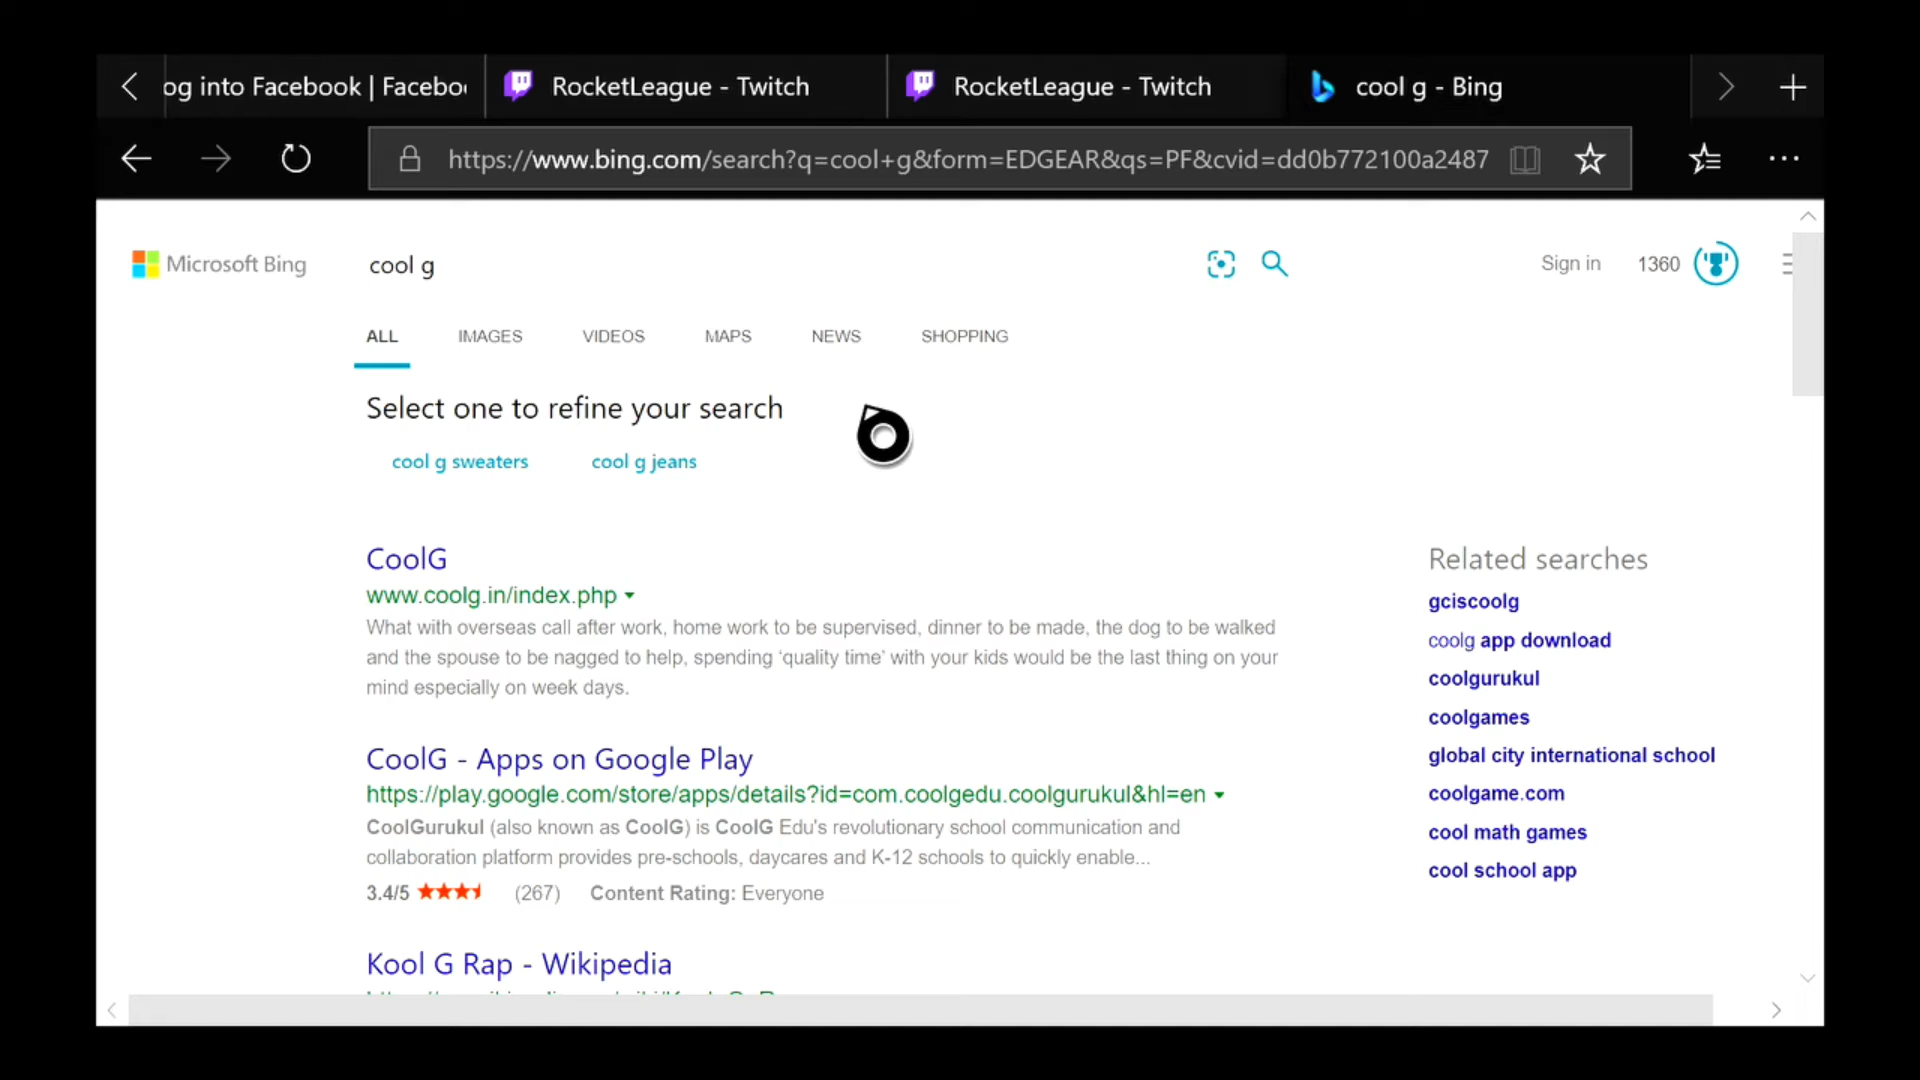 og into Facebook | Facebo
RocketLeague - Twitch
RocketLeague - Twitch
cool g - Bing
https://www.bing.com/search?q=cool+g&form=EDGEAR&qs=PF&cvid=dd0b772100a2487
Microsoft Bing
cool g
Sign in
1360
ALL
IMAGES
VIDEOS
MAPS
NEWS
SHOPPING
Select one to refine your search
cool g sweaters
cool g jeans
CoolG
www.coolg.in/index.php
What with overseas call after work, home work to be supervised, dinner to be made, the dog to be walked
and the spouse to be nagged to help, spending ‘quality time’ with your kids would be the last thing on your
mind especially on week days.
CoolG - Apps on Google Play
https://play.google.com/store/apps/details?id=com.coolgedu.coolgurukul&hl=en
CoolGurukul (also known as CoolG) is CoolG Edu's revolutionary school communication and
collaboration platform provides pre-schools, daycares and K-12 schools to quickly enable...
3.4/5 (267) Content Rating: Everyone
Kool G Rap - Wikipedia
Related searches
gciscoolg
coolg app download
coolgurukul
coolgames
global city international school
coolgame.com
cool math games
cool school app